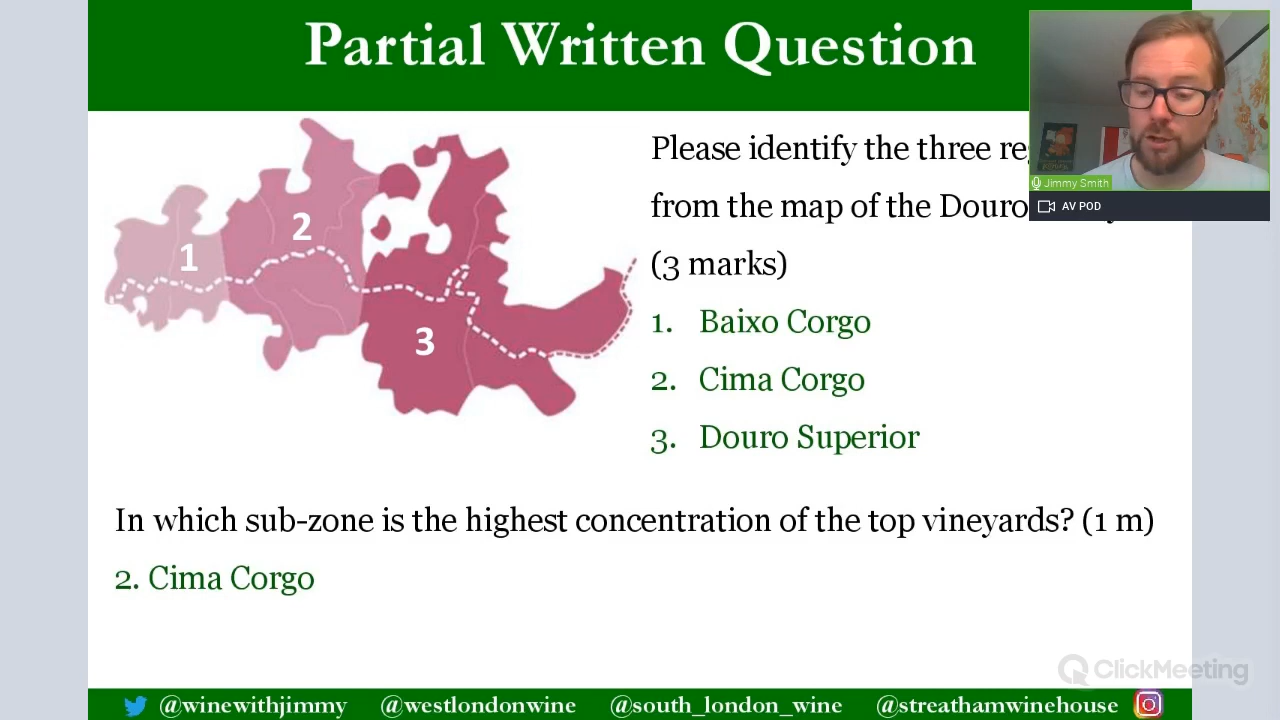 Partial Written Question
1
2
3
Please identify the three
from the map of the Douro
(3 marks)
1. Baixo Corgo
2. Cima Corgo
3. Douro Superior
Jimmy Smith
AV POD
In which sub-zone is the highest concentration of the top vineyards? (1 m)
2. Cima Corgo
ClickMeeting
@winewithjimmy @westlondonwine @south_london_wine @streathamwinehouse